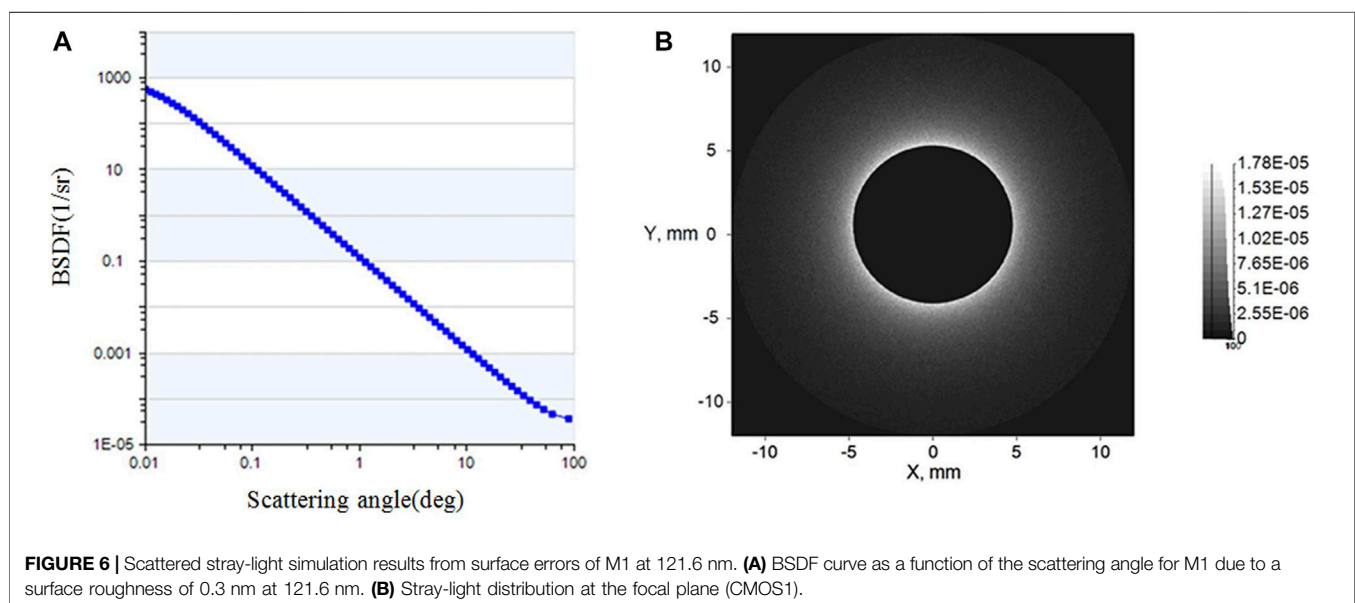 A
1000
10
0.1
0.001
1E-05
BSDF(1/sr)
0.01 0.1 1 10 100
Scattering angle(deg)
B
10
5
Y, mm 0
-5
-10
-10 -5 0 5 10
X, mm
1.78E-05
1.53E-05
1.27E-05
1.02E-05
7.65E-06
5.1E-06
2.55E-06
0
FIGURE 6 | Scattered stray-light simulation results from surface errors of M1 at 121.6 nm. (A) BSDF curve as a function of the scattering angle for M1 due to a
surface roughness of 0.3 nm at 121.6 nm. (B) Stray-light distribution at the focal plane (CMOS1).